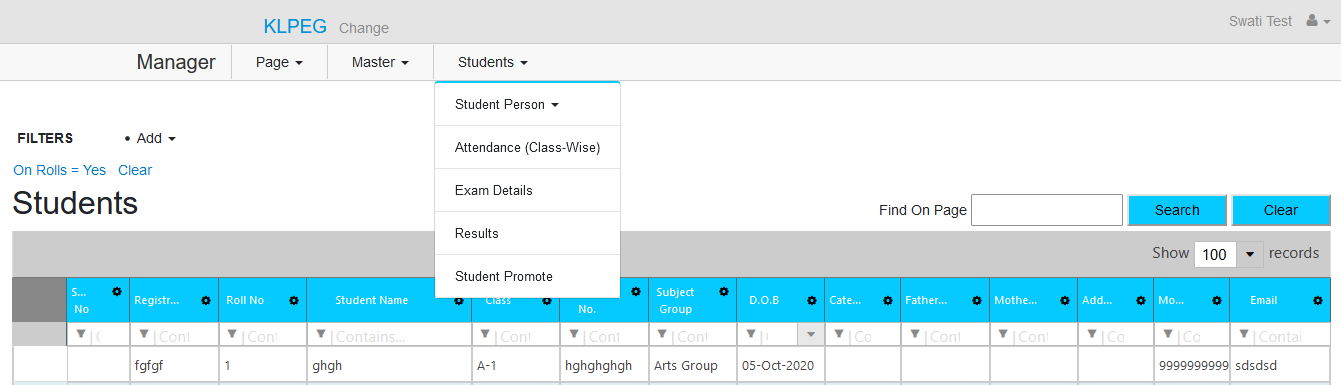 KLPEG Change Swati Test
Manager Page Master Students
Student Person
FILTERS • Add
Attendance (Class-Wise)
On Rolls = Yes Clear
Exam Details
Students
Find On Page Search Clear
Results
Show 100 records
Student Promote
S... No Registr... Roll No Student Name Class No. Subject Group D.O.B Cate... Father... Mothe... Add... Mo... Email
|C |Cont |Cont |Contains... |Cont |Cont |Cont | |Co |Cont |Cont |Co |Co |Contai
fgfgf 1 ghgh A-1 hghghghgh Arts Group 05-Oct-2020 9999999999 sdsdsd